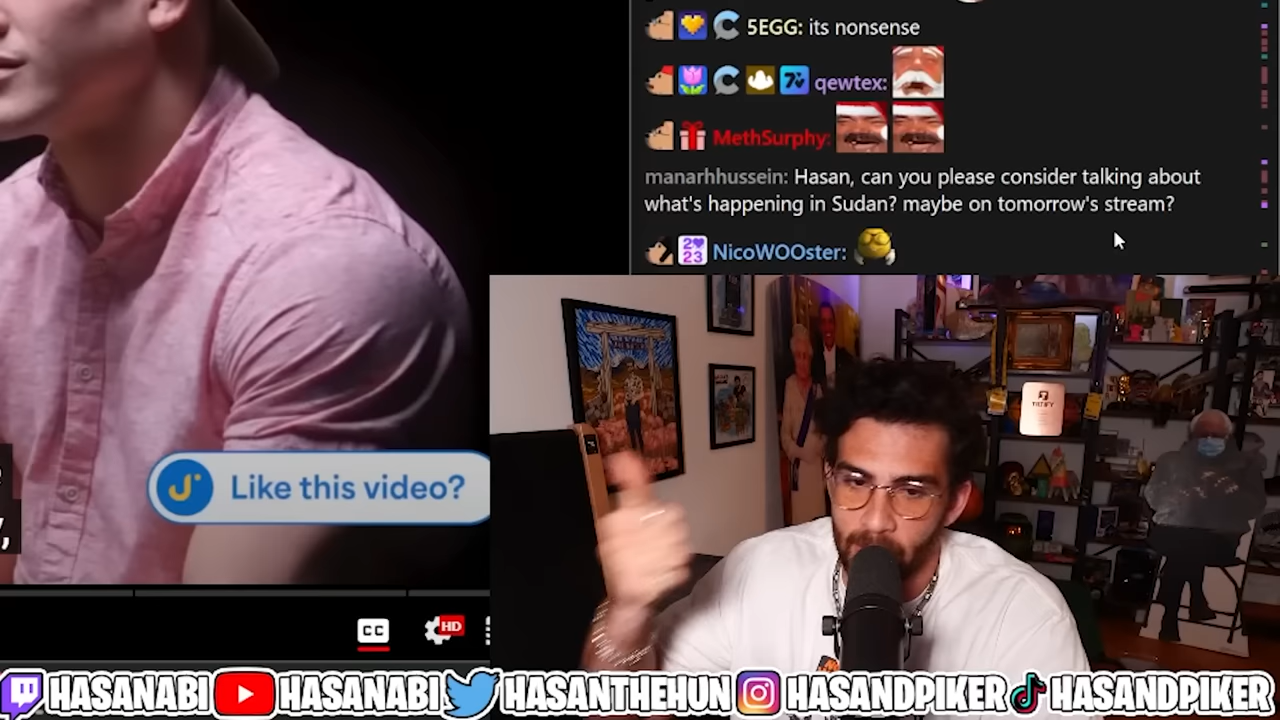 5EGG: its nonsense
qewtex:
MethSurphy:
manarhhussein: Hasan, can you please consider talking about
what's happening in Sudan? maybe on tomorrow's stream?
NicoWOOster:
Like this video?
CC
HD
HASANABI HASANABI HASANTHEHUN HASANDPIKER HASANDPIKER